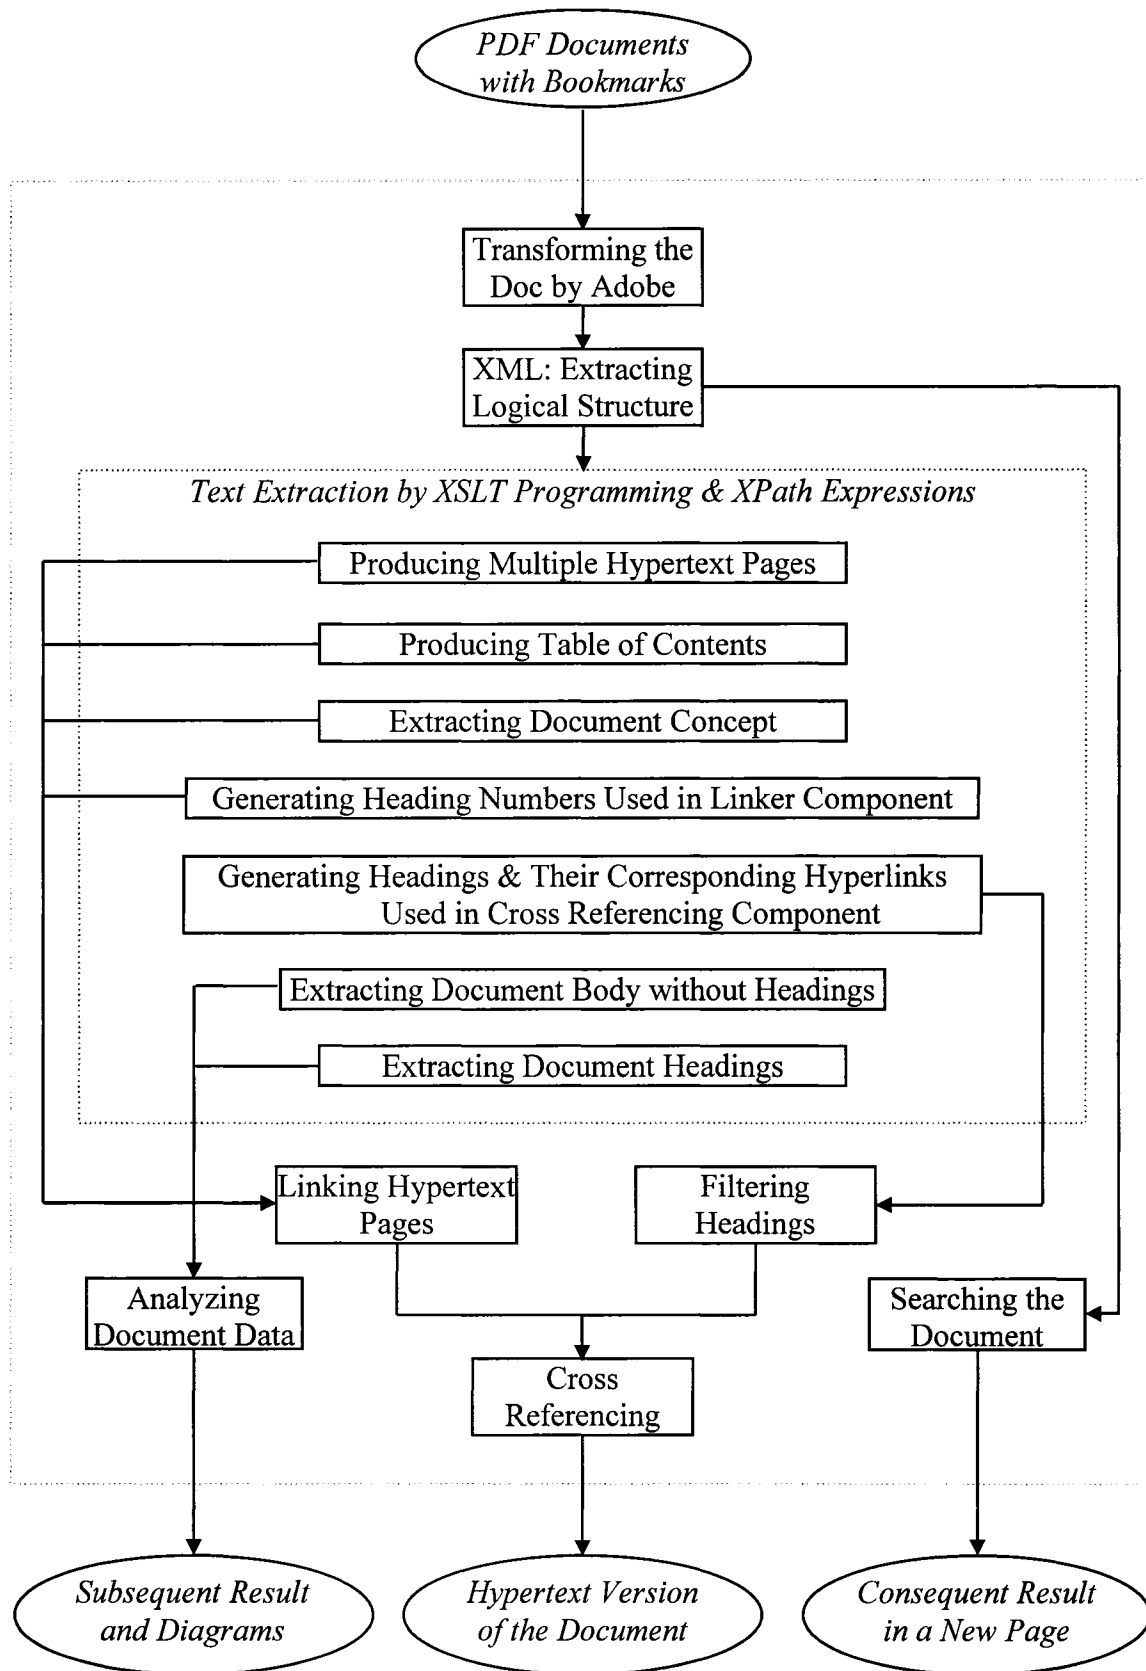 PDF Documents
with Bookmarks
Transforming the
Doc by Adobe
XML: Extracting
Logical Structure
Text Extraction by XSLT Programming & XPath Expressions
Producing Multiple Hypertext Pages
Producing Table of Contents
Extracting Document Concept
Generating Heading Numbers Used in Linker Component
Generating Headings & Their Corresponding Hyperlinks
Used in Cross Referencing Component
Extracting Document Body without Headings
Extracting Document Headings
Linking Hypertext
Pages
Filtering
Headings
Analyzing
Document Data
Searching the
Document
Cross
Referencing
Subsequent Result
and Diagrams
Hypertext Version
of the Document
Consequent Result
in a New Page